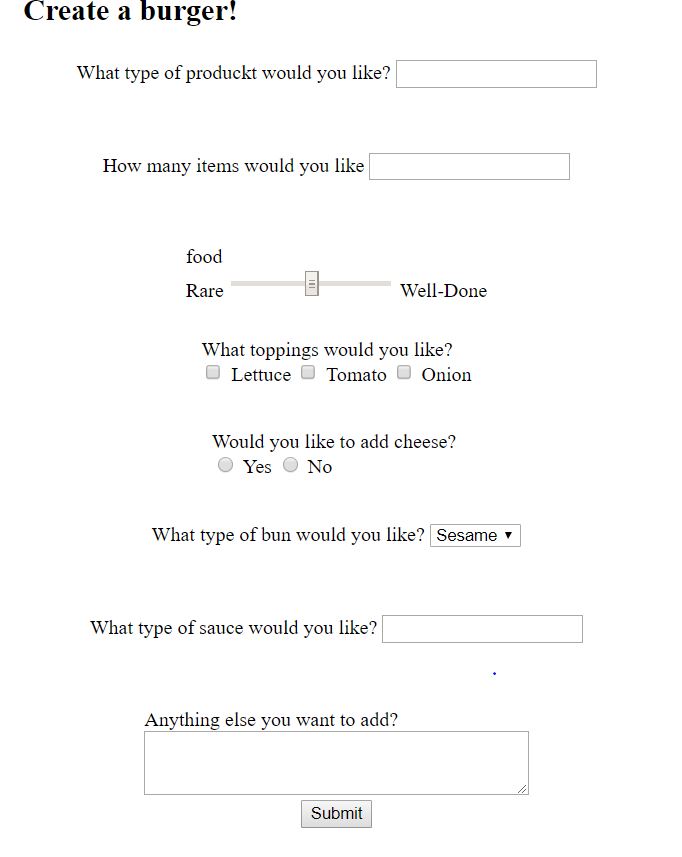 Create a burger!
What type of produckt would you like?
How many items would you like
food
Rare Well-Done
What toppings would you like?
Lettuce Tomato Onion
Would you like to add cheese?
Yes No
What type of bun would you like? Sesame
What type of sauce would you like?
Anything else you want to add?
Submit